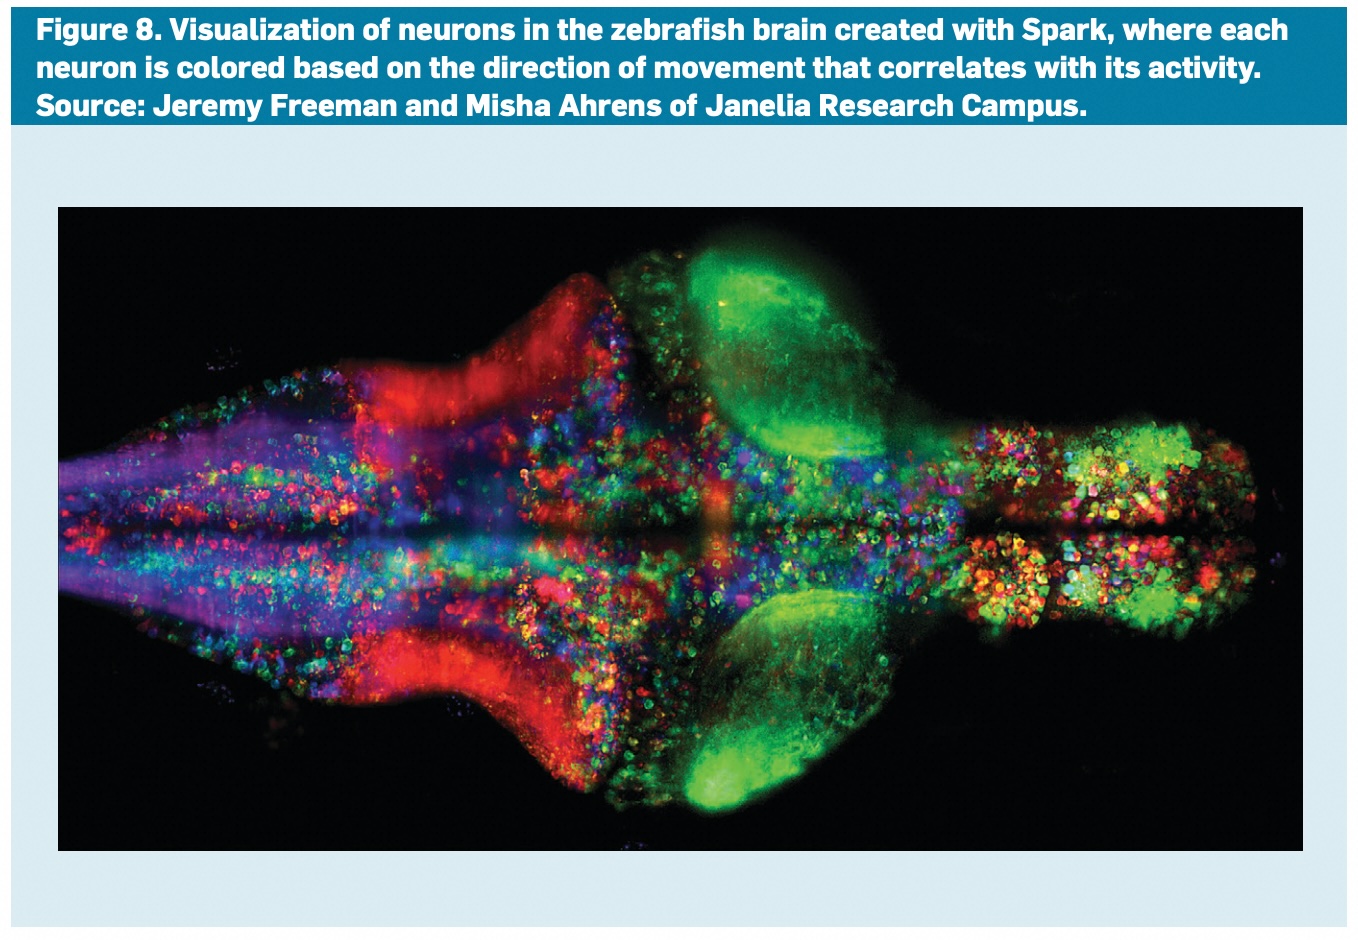 Figure 8. Visualization of neurons in the zebrafish brain created with Spark, where each
neuron is colored based on the direction of movement that correlates with its activity.
Source: Jeremy Freeman and Misha Ahrens of Janelia Research Campus.